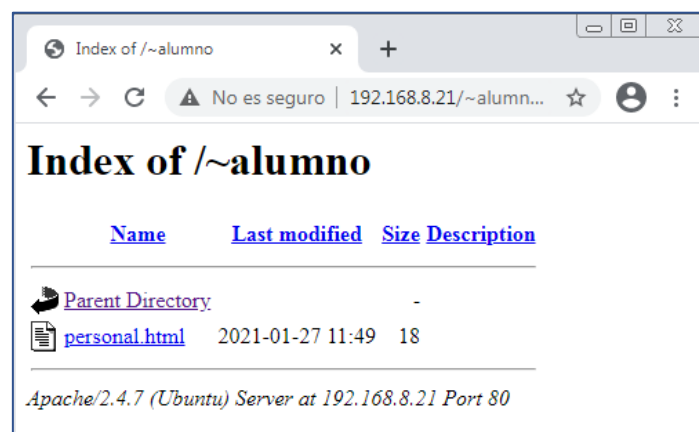 Index of /~alumno
No es seguro | 192.168.8.21/~alumn...
Index of /~alumno
Name Last modified Size Description
Parent Directory -
personal.html 2021-01-27 11:49 18
Apache/2.4.7 (Ubuntu) Server at 192.168.8.21 Port 80